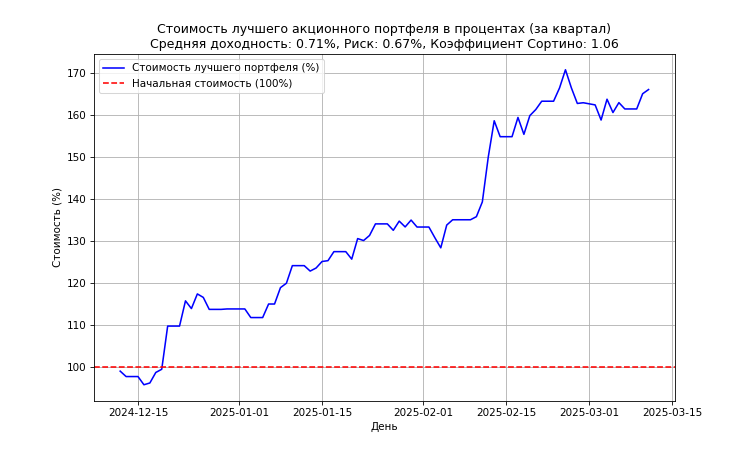 Стоимость лучшего акционного портфеля в процентах (за квартал)
Средняя доходность: 0.71%, Риск: 0.67%, Коэффициент Сортино: 1.06
Стоимость лучшего портфеля (%)
Начальная стоимость (100%)
170
160
150
140
130
120
110
100
Стоимость (%)
2024-12-15
2025-01-01
2025-01-15
2025-02-01
2025-02-15
2025-03-01
2025-03-15
День